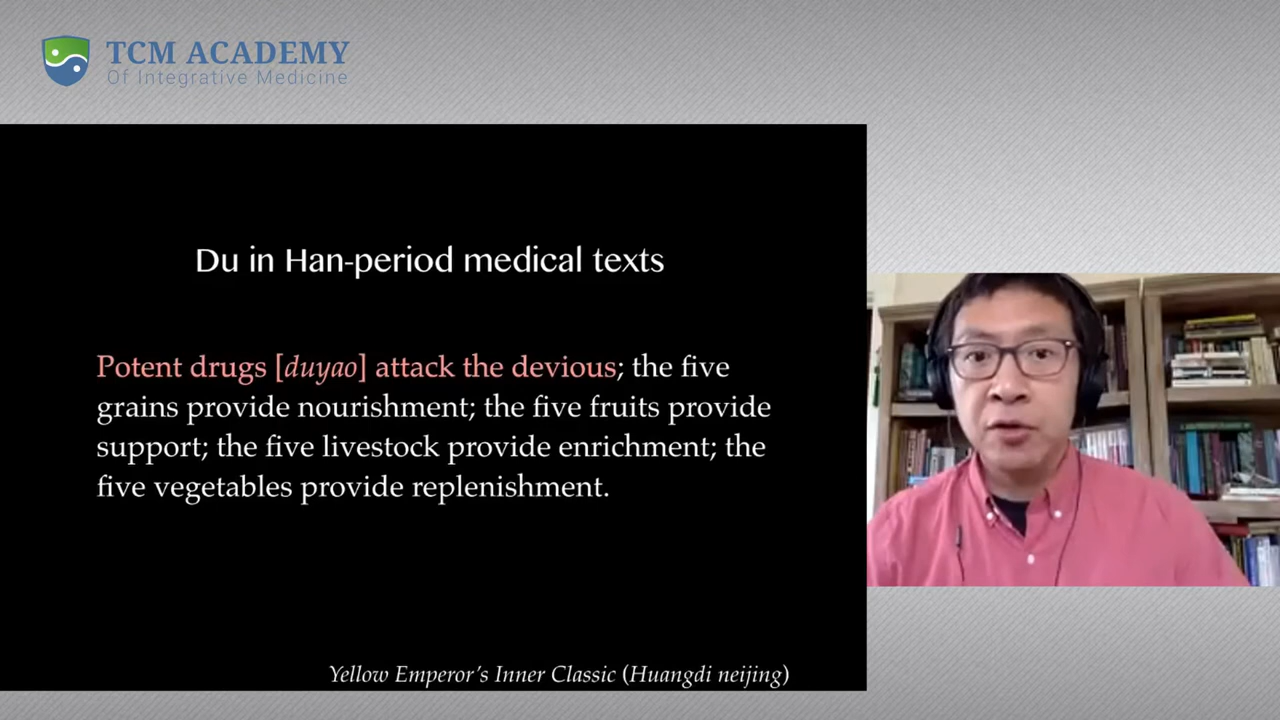 TCM ACADEMY
Of Integrative Medicine
Du in Han-period medical texts
Potent drugs [duyao] attack the devious; the five
grains provide nourishment; the five fruits provide
support; the five livestock provide enrichment; the
five vegetables provide replenishment.
Yellow Emperor's Inner Classic (Huangdi neijing)